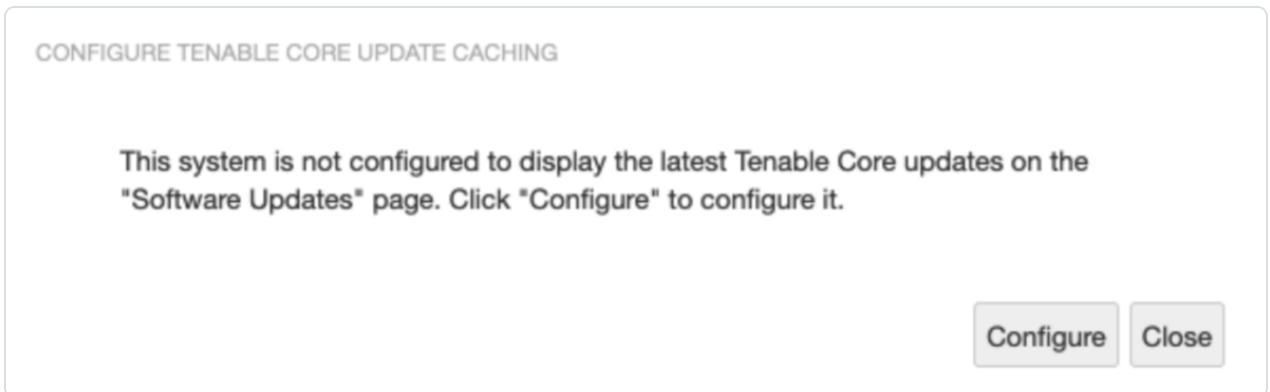 CONFIGURE TENABLE CORE UPDATE CACHING
This system is not configured to display the latest Tenable Core updates on the
"Software Updates" page. Click "Configure" to configure it.
Configure Close